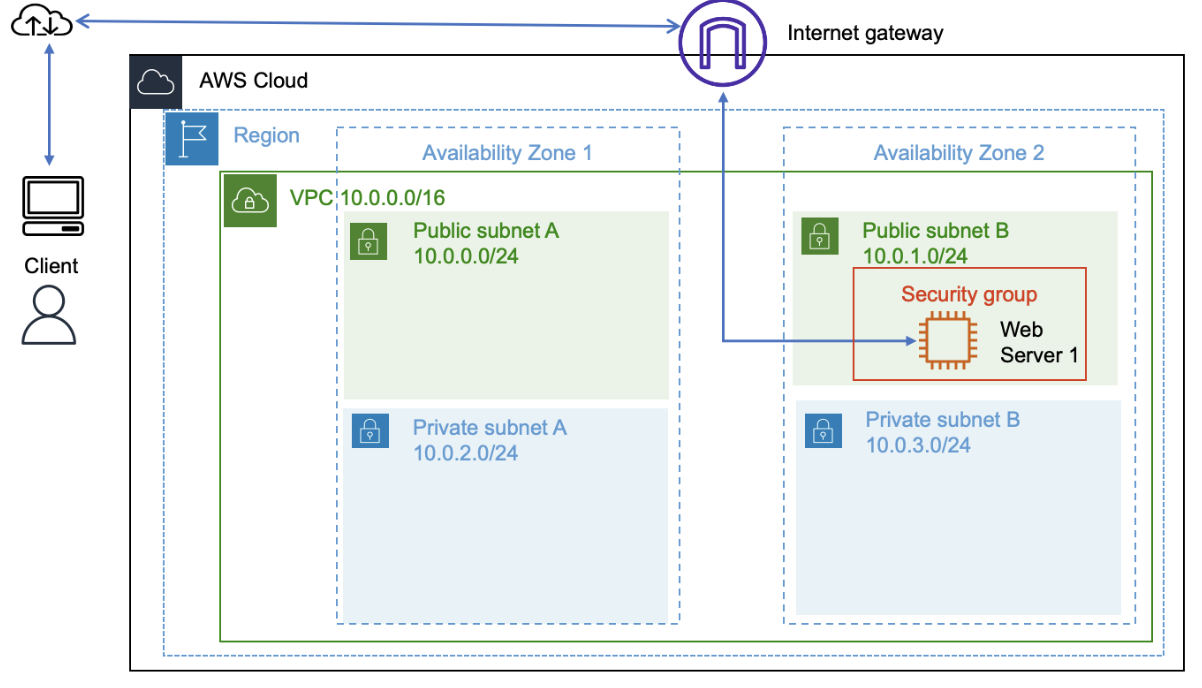 Internet gateway
AWS Cloud
Region
Availability Zone 1
Availability Zone 2
VPC 10.0.0.0/16
Public subnet A
10.0.0.0/24
Public subnet B
10.0.1.0/24
Client
Security group
Web
Server 1
Private subnet A
10.0.2.0/24
Private subnet B
10.0.3.0/24